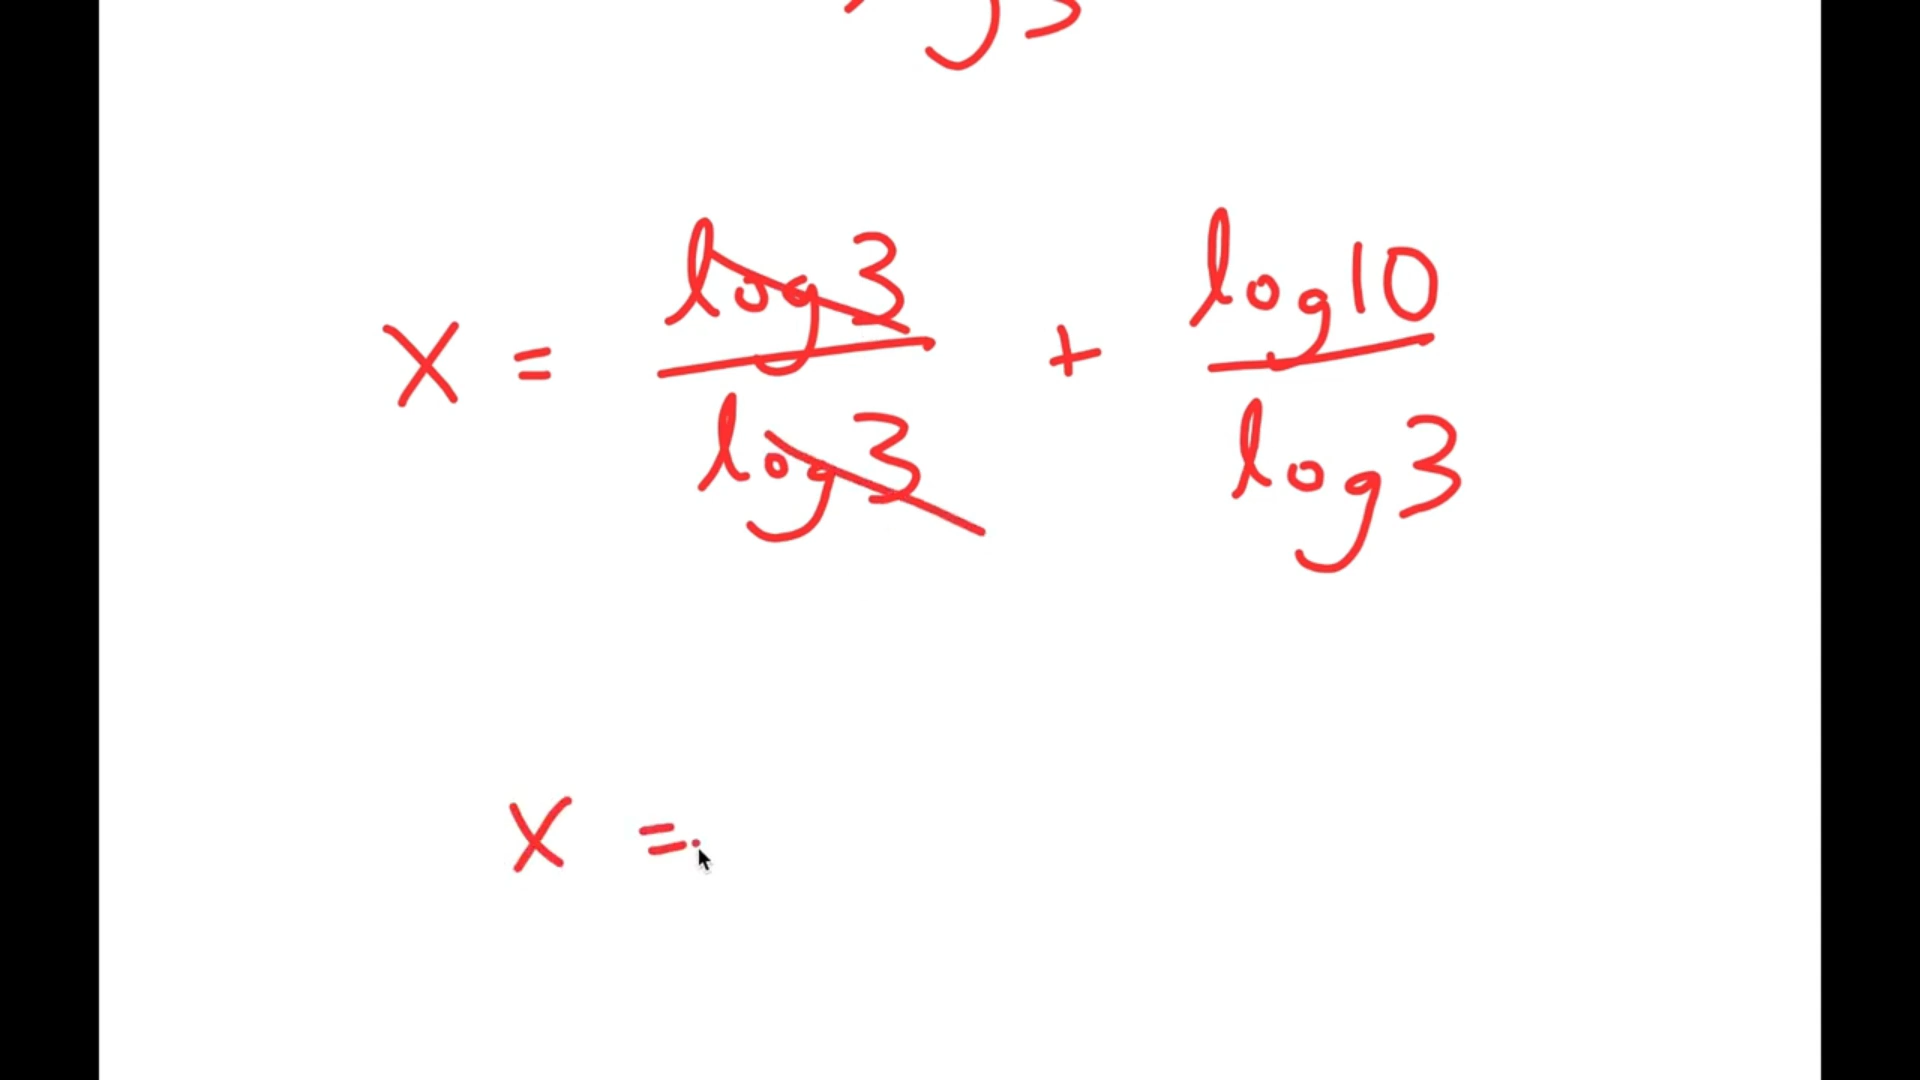 x = log3/log3 + log10/log3
x =